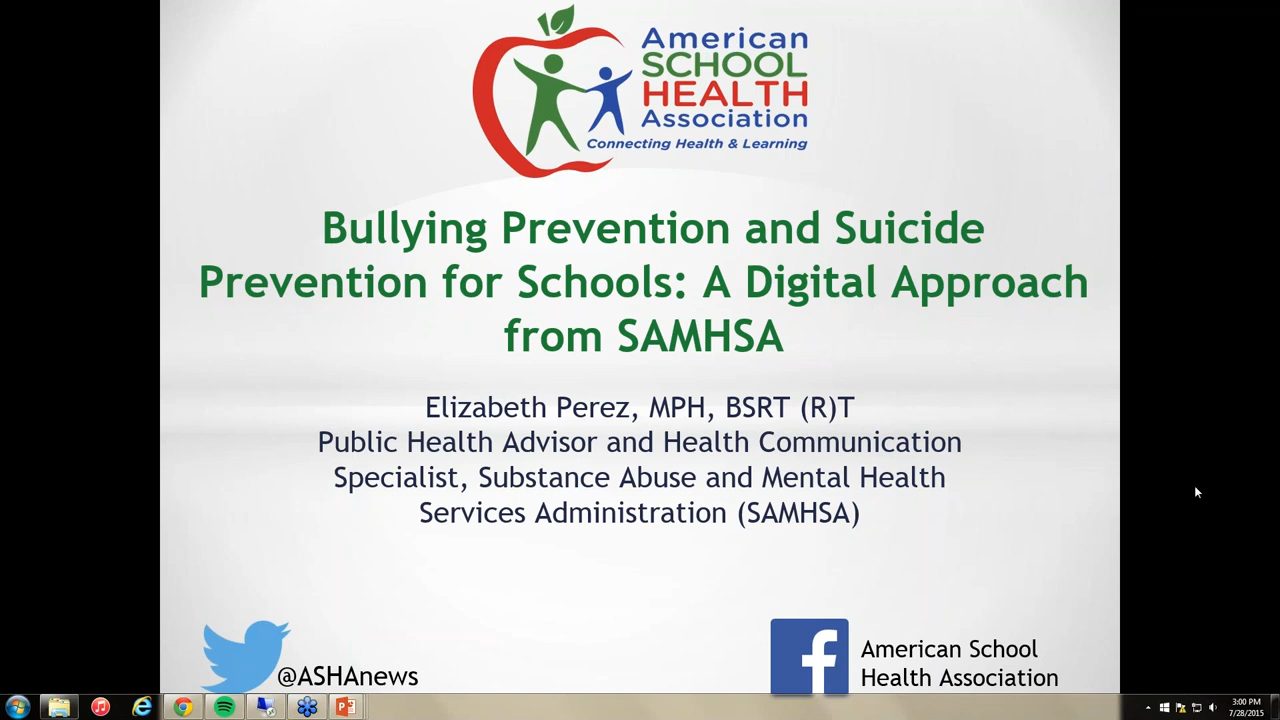 American
SCHOOL
HEALTH
Association
Connecting Health & Learning
Bullying Prevention and Suicide
Prevention for Schools: A Digital Approach
from SAMHSA
Elizabeth Perez, MPH, BSRT (R)T
Public Health Advisor and Health Communication
Specialist, Substance Abuse and Mental Health
Services Administration (SAMHSA)
@ASHAnews
American School
Health Association
3:00 PM
7/28/2015